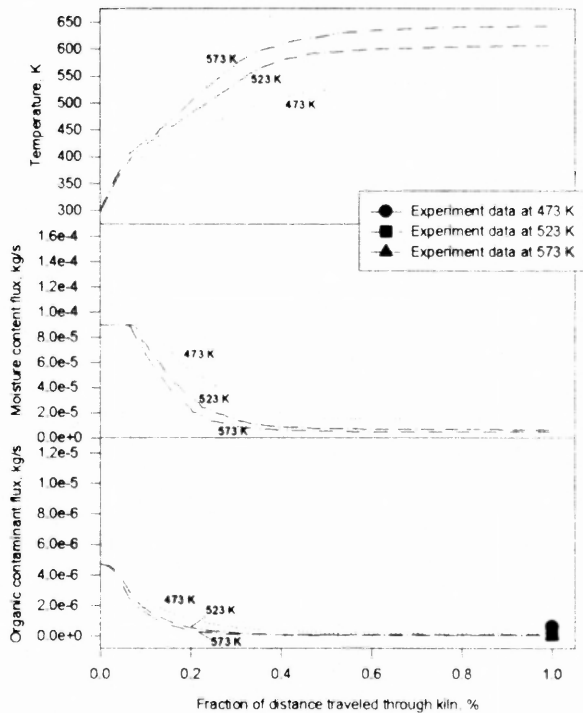 650
600
550
500
450
400
350
300
Temperature, K
573 K
523 K
473 K
Experiment data at 473 K
Experiment data at 523 K
Experiment data at 573 K
1.6e-4
1.4e-4
1.2e-4
1.0e-4
8.0e-5
6.0e-5
4.0e-5
2.0e-5
0.0e+0
Moisture content flux, kg/s
473 K
523 K
573 K
1.2e-5
1.0e-5
8.0e-6
6.0e-6
4.0e-6
2.0e-6
0.0e+0
Organic contaminant flux, kg/s
473 K
523 K
573 K
0.0
0.2
0.4
0.6
0.8
1.0
Fraction of distance traveled through kiln, %